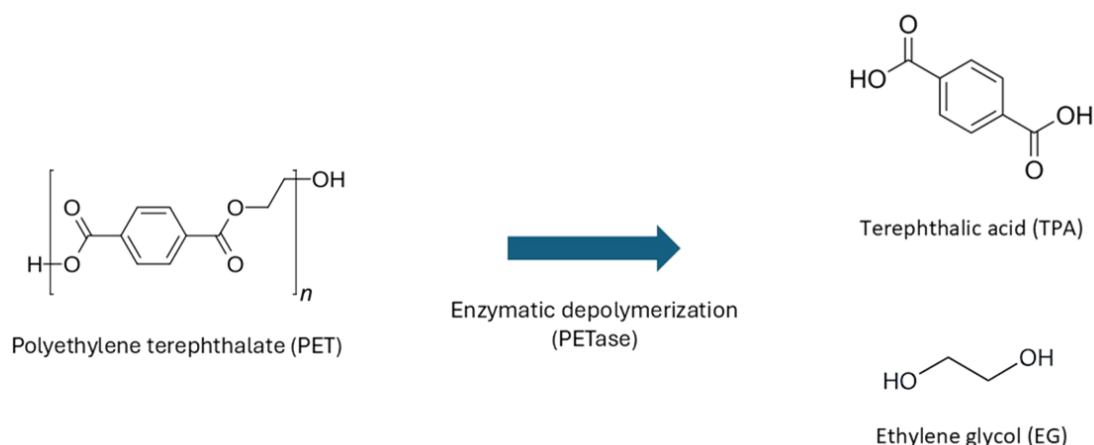 O
HO
OH
O
OH
O
O
H
O
O
n
Polyethylene terephthalate (PET)
Enzymatic depolymerization
(PETase)
Terephthalic acid (TPA)
HO
OH
Ethylene glycol (EG)